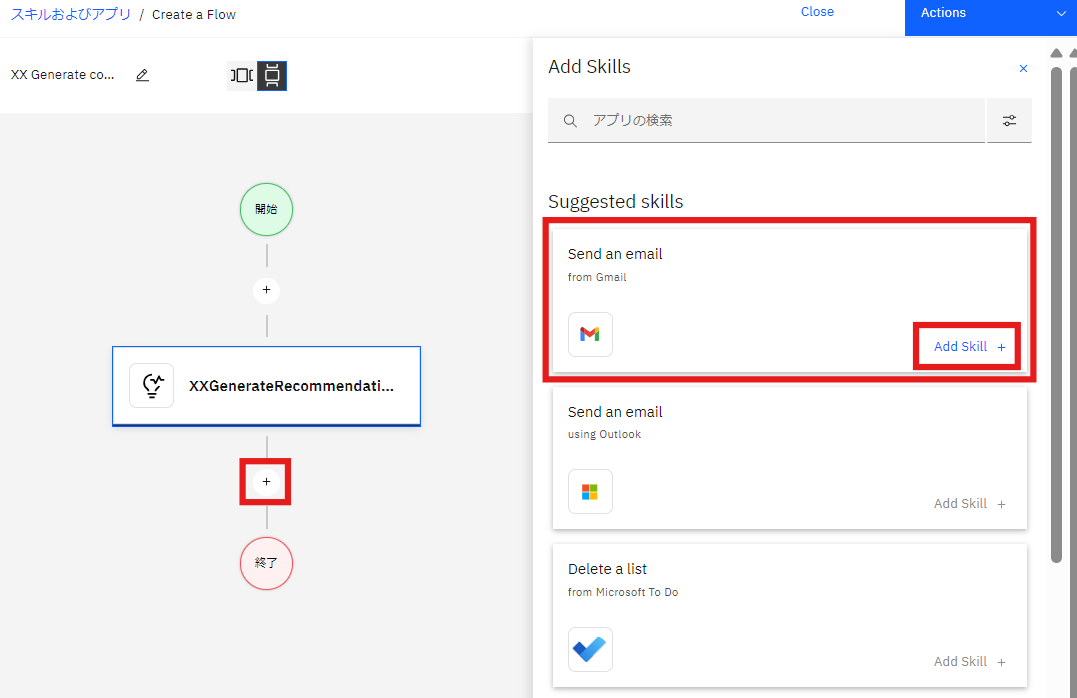 スキルおよびアプリ / Create a Flow
Close
Actions
XX Generate co...
Add Skills
アプリの検索
開始
Suggested skills
Send an email
from Gmail
Add Skill +
XXGenerateRecommendati...
Send an email
using Outlook
Add Skill +
終了
Delete a list
from Microsoft To Do
Add Skill +